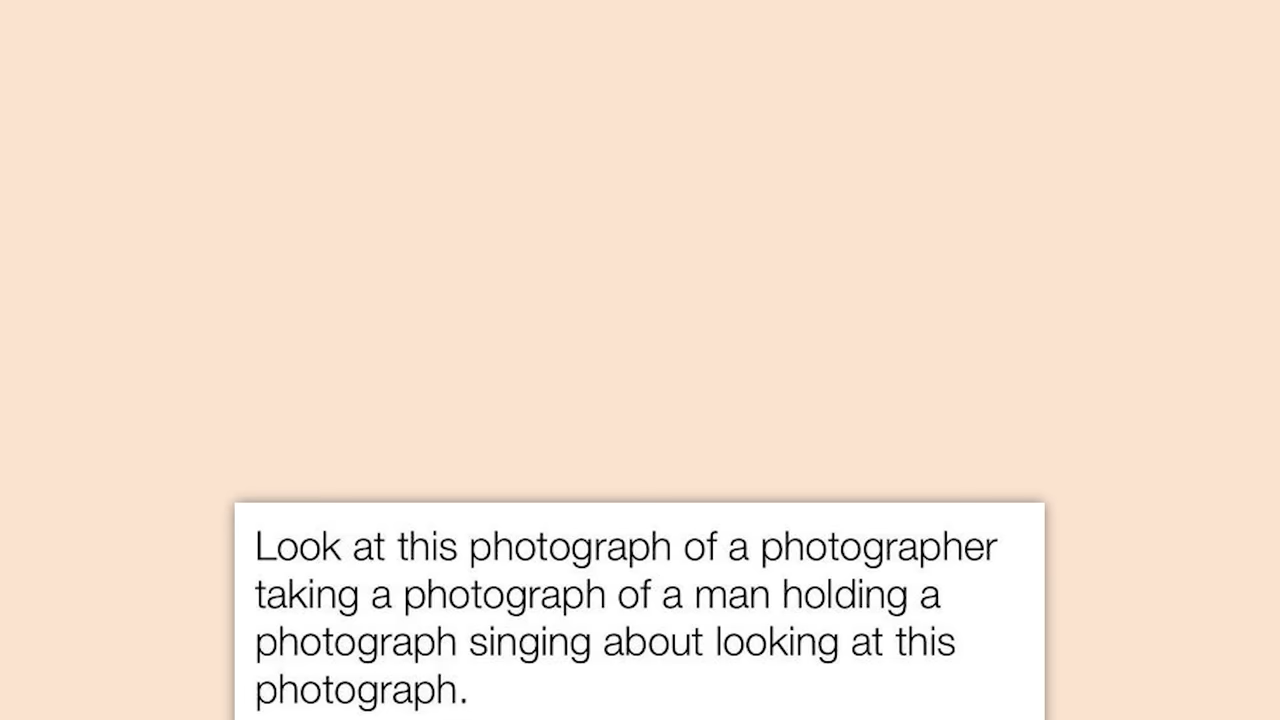 Look at this photograph of a photographer
taking a photograph of a man holding a
photograph singing about looking at this
photograph.